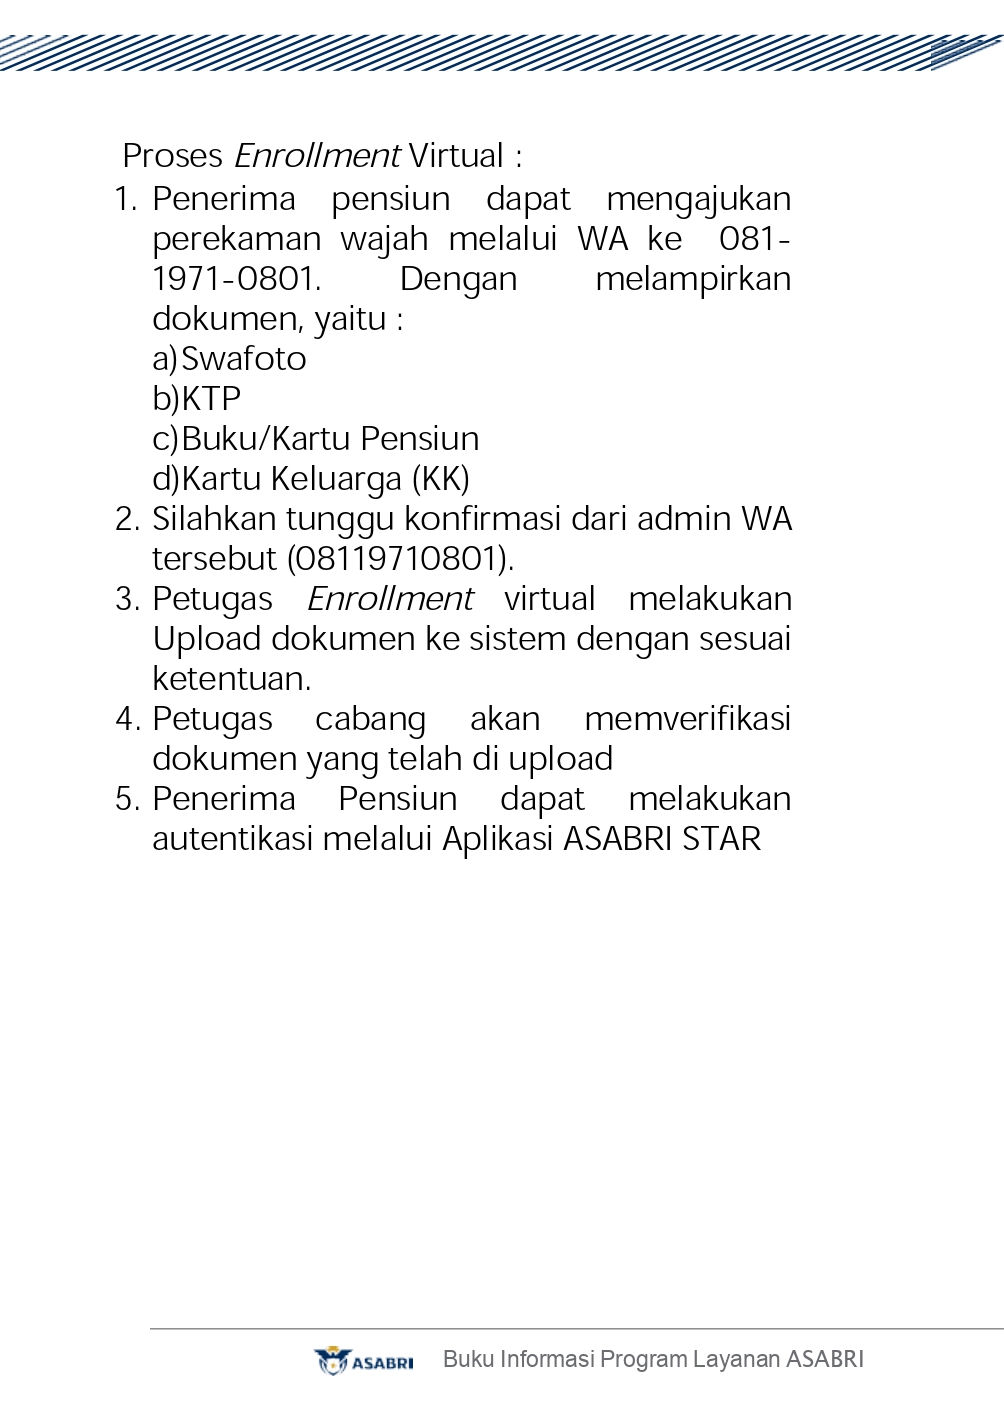 Proses Enrollment Virtual :
1. Penerima pensiun dapat mengajukan
perekaman wajah melalui WA ke 081-
1971-0801. Dengan melampirkan
dokumen, yaitu :
a)Swafoto
b)KTP
c)Buku/Kartu Pensiun
d)Kartu Keluarga (KK)
2. Silahkan tunggu konfirmasi dari admin WA
tersebut (08119710801).
3. Petugas Enrollment virtual melakukan
Upload dokumen ke sistem dengan sesuai
ketentuan.
4. Petugas cabang akan memverifikasi
dokumen yang telah di upload
5. Penerima Pensiun dapat melakukan
autentikasi melalui Aplikasi ASABRI STAR
ASABRI Buku Informasi Program Layanan ASABRI